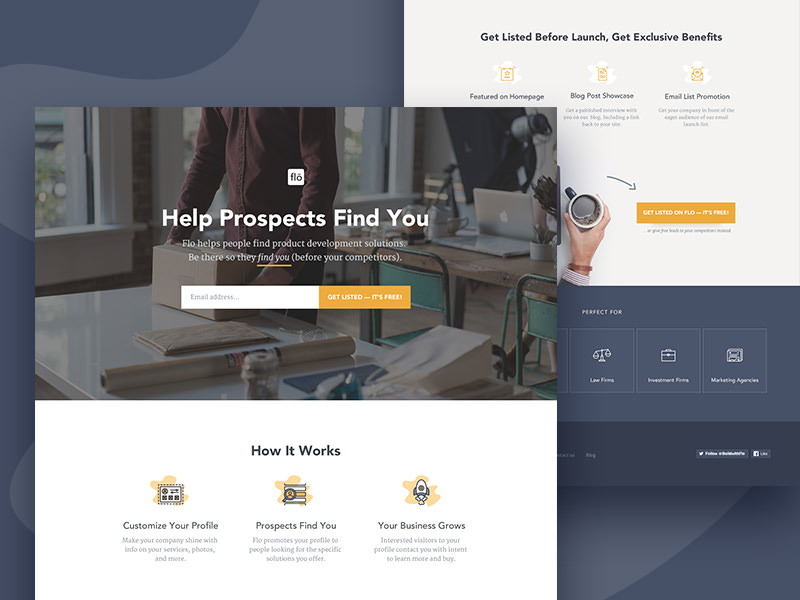 Get Listed Before Launch, Get Exclusive Benefits
Featured on Homepage
Blog Post Showcase
Get a published interview with
you on our blog. Including a link
back to your site.
Email List Promotion
Get your company in front of the
eager audience of our email
launch list.
GET LISTED ON FLO — IT'S FREE!
... or give free leads to your competitors instead.
PERFECT FOR
Law Firms
Investment Firms
Marketing Agencies
Blog
Follow @BuildwithFlo
Like
flō
Help Prospects Find You
Flo helps people find product development solutions.
Be there so they find you (before your competitors).
Email address...
GET LISTED — IT'S FREE!
How It Works
Customize Your Profile
Make your company shine with
info on your services, photos,
and more.
Prospects Find You
Flo promotes your profile to
people looking for the specific
solutions you offer.
Your Business Grows
Interested visitors to your
profile contact you with intent
to learn more and buy.